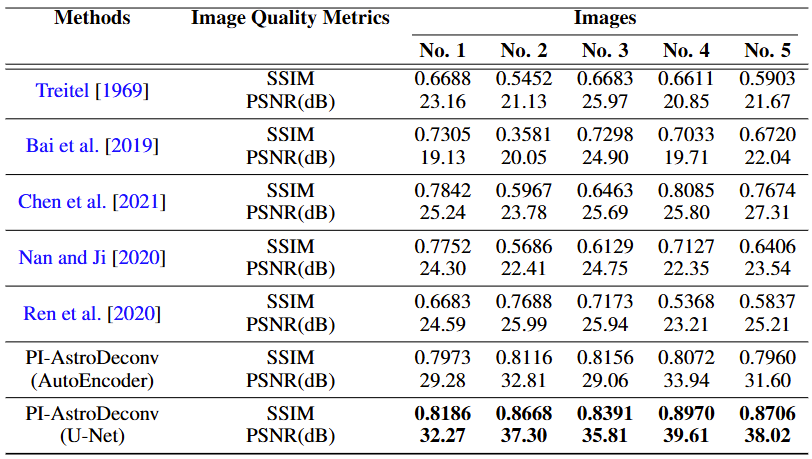 Methods Image Quality Metrics Images
No. 1 No. 2 No. 3 No. 4 No. 5
Treitel [1969] SSIM 0.6688 0.5452 0.6683 0.6611 0.5903
PSNR(dB) 23.16 21.13 25.97 20.85 21.67
Bai et al. [2019] SSIM 0.7305 0.3581 0.7298 0.7033 0.6720
PSNR(dB) 19.13 20.05 24.90 19.71 22.04
Chen et al. [2021] SSIM 0.7842 0.5967 0.6463 0.8085 0.7674
PSNR(dB) 25.24 23.78 25.69 25.80 27.31
Nan and Ji [2020] SSIM 0.7752 0.5686 0.6129 0.7127 0.6406
PSNR(dB) 24.30 22.41 24.75 22.35 23.54
Ren et al. [2020] SSIM 0.6683 0.7688 0.7173 0.5368 0.5837
PSNR(dB) 24.59 25.99 25.94 23.21 25.21
PI-AstroDeconv SSIM 0.7973 0.8116 0.8156 0.8072 0.7960
(AutoEncoder) PSNR(dB) 29.28 32.81 29.06 33.94 31.60
PI-AstroDeconv SSIM 0.8186 0.8668 0.8391 0.8970 0.8706
(U-Net) PSNR(dB) 32.27 37.30 35.81 39.61 38.02